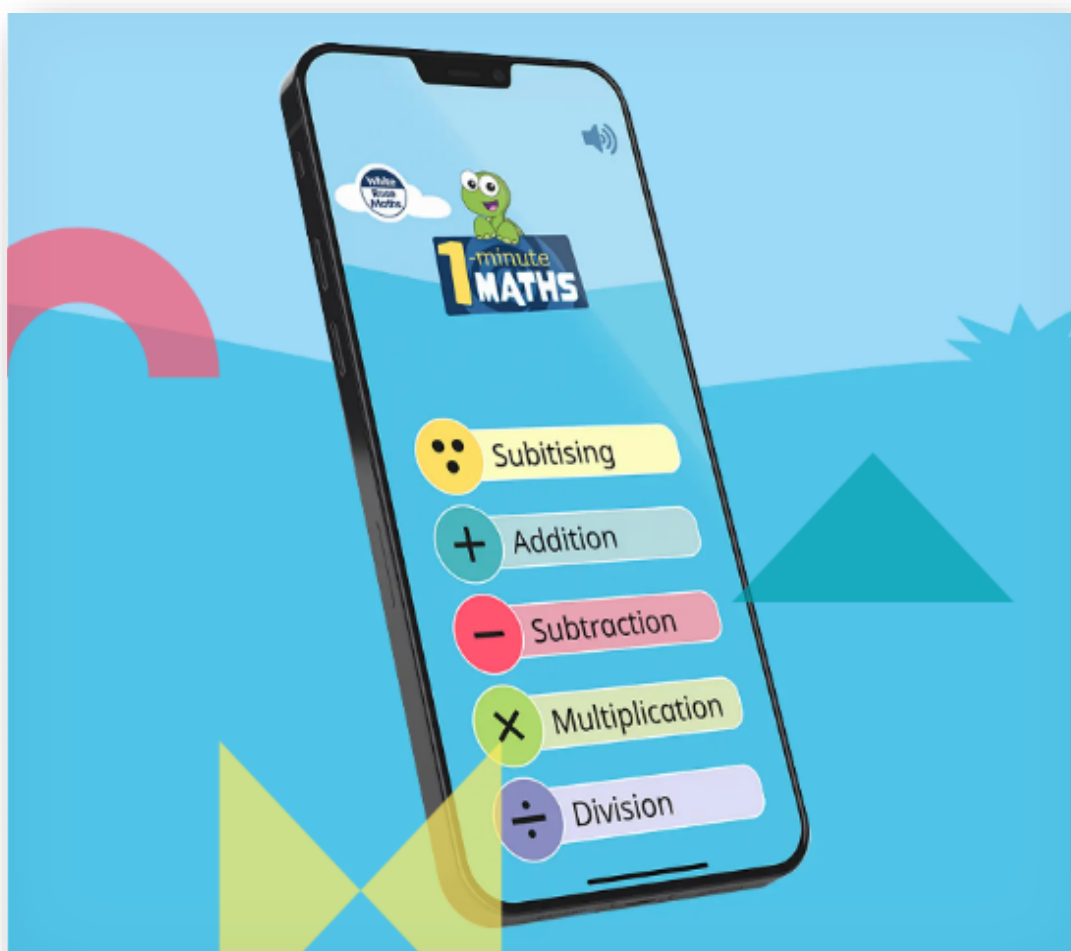 White
Rose
Maths
1-minute
MATHS
Subitising
+ Addition
− Subtraction
× Multiplication
÷ Division